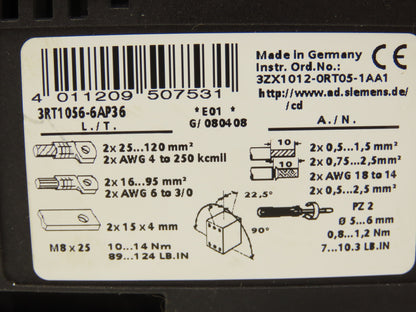 4 011209 507531
Made in Germany
Instr. Ord.No.:
3ZX1012-0RT05-1AA1
http://www.ad.siemens.de/
/cd
CE
3RT1056-6AP36
*E01 *
G/ 080408
L./T.
A./N.
2x 25...120 mm²
2x AWG 4 to 250 kcmil
2x 16...95 mm²
2x AWG 6 to 3/0
2x 15 x 4 mm
M8 x 25
10...14 Nm
89...124 LB.IN
22,5°
90°
10
2x 0,5...1,5 mm²
2x 0,75...2,5mm²
10
2x AWG 18 to 14
2x 0,5...2,5 mm²
PZ 2
Ø 5...6mm
0,8...1,2 Nm
7...10.3 LB.IN